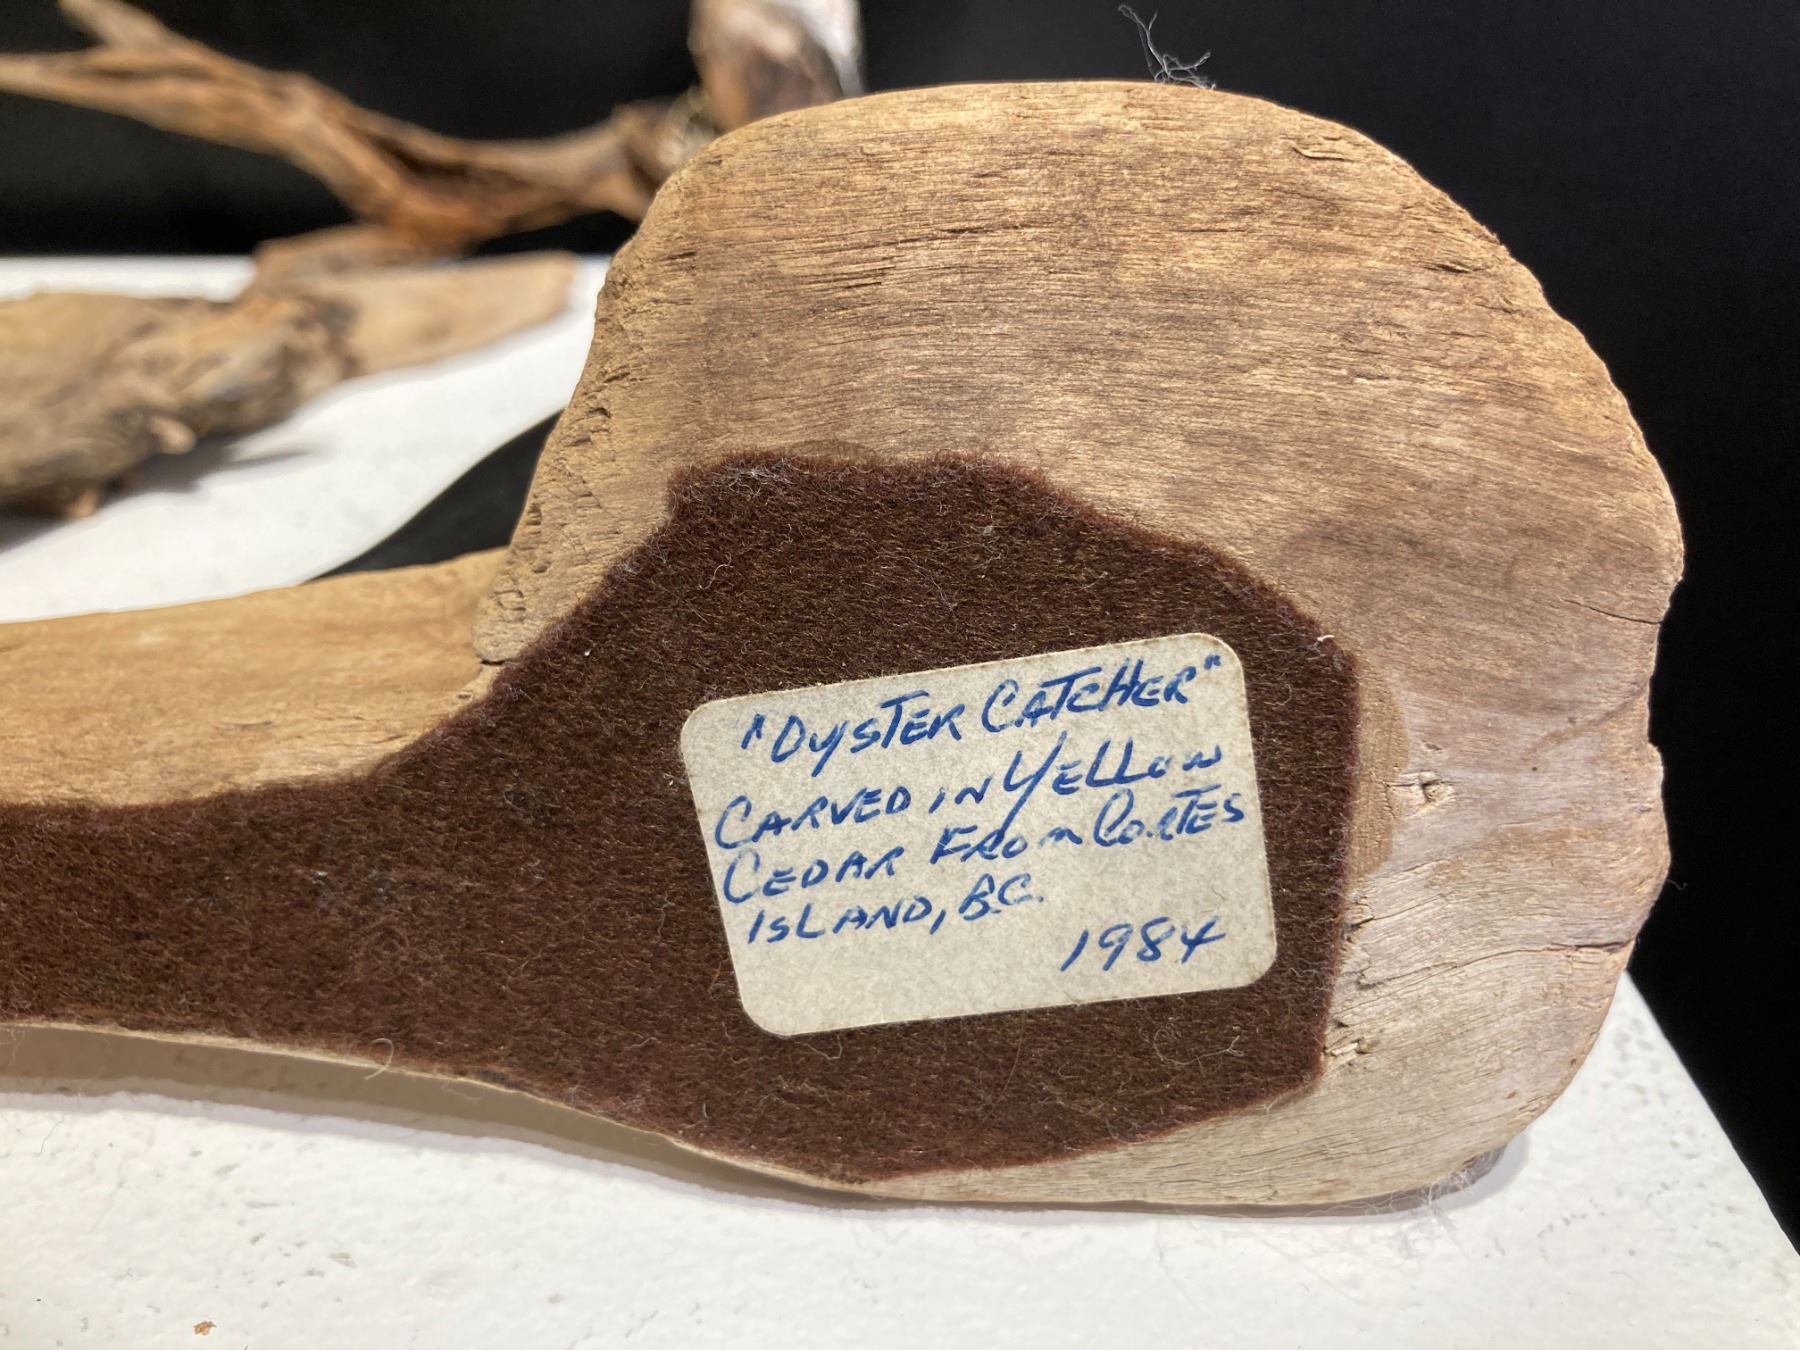 "OYSTER CATCHER"
CARVED IN YELLOW
CEDAR FROM CORTES
ISLAND, B.C.
1984